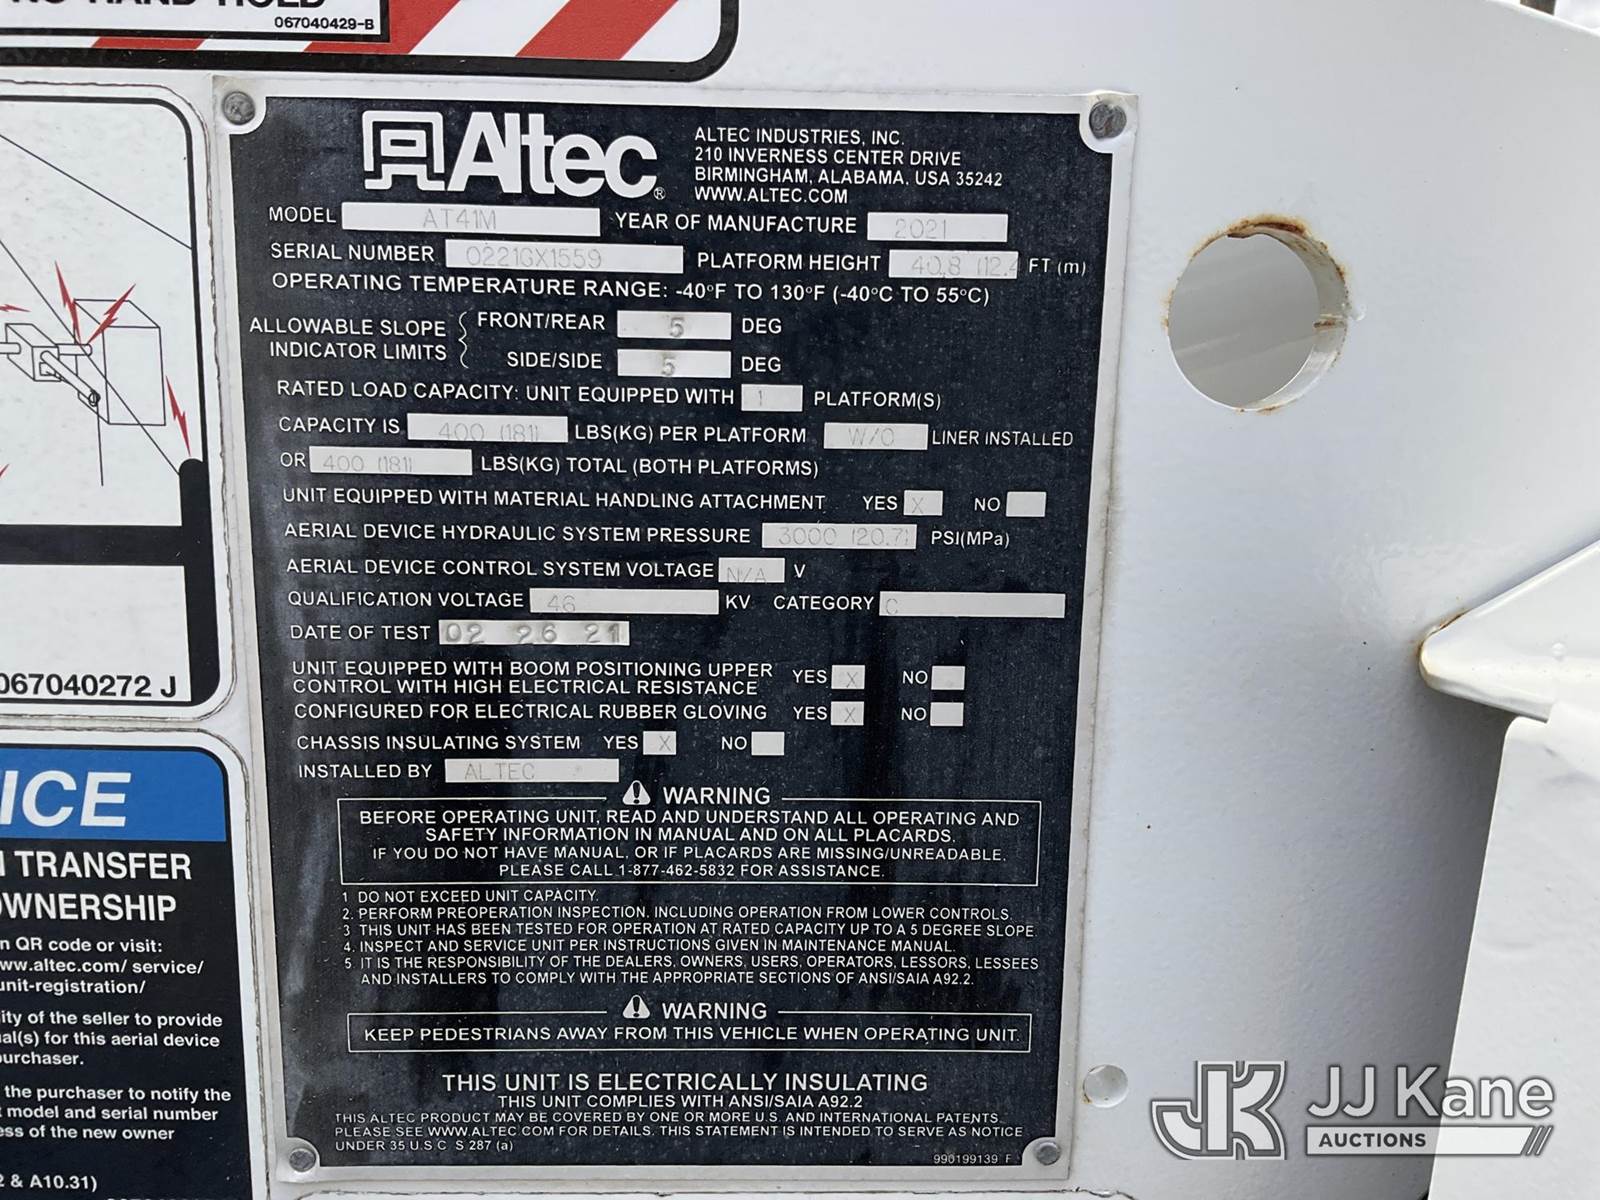 067040429-B
Altec®
ALTEC INDUSTRIES, INC.
210 INVERNESS CENTER DRIVE
BIRMINGHAM, ALABAMA, USA 35242
WWW.ALTEC.COM
MODEL AT41M YEAR OF MANUFACTURE 2021
SERIAL NUMBER 0221GX1559 PLATFORM HEIGHT 40.8 (12.4 FT (m)
OPERATING TEMPERATURE RANGE: -40°F TO 130°F (-40°C TO 55°C)
ALLOWABLE SLOPE INDICATOR LIMITS
FRONT/REAR 5 DEG
SIDE/SIDE 5 DEG
RATED LOAD CAPACITY: UNIT EQUIPPED WITH 1 PLATFORM(S)
CAPACITY IS 400 (181) LBS(KG) PER PLATFORM W/O LINER INSTALLED
OR 400 (181) LBS(KG) TOTAL (BOTH PLATFORMS)
UNIT EQUIPPED WITH MATERIAL HANDLING ATTACHMENT YES X NO
AERIAL DEVICE HYDRAULIC SYSTEM PRESSURE 3000 (20.7) PSI(MPa)
AERIAL DEVICE CONTROL SYSTEM VOLTAGE N/A V
QUALIFICATION VOLTAGE 46 KV CATEGORY C
DATE OF TEST 02 26 21
UNIT EQUIPPED WITH BOOM POSITIONING UPPER
CONTROL WITH HIGH ELECTRICAL RESISTANCE YES X NO
CONFIGURED FOR ELECTRICAL RUBBER GLOVING YES X NO
CHASSIS INSULATING SYSTEM YES X NO
INSTALLED BY ALTEC
WARNING
BEFORE OPERATING UNIT, READ AND UNDERSTAND ALL OPERATING AND
SAFETY INFORMATION IN MANUAL AND ON ALL PLACARDS.
IF YOU DO NOT HAVE MANUAL, OR IF PLACARDS ARE MISSING/UNREADABLE,
PLEASE CALL 1-877-462-5832 FOR ASSISTANCE.
1 DO NOT EXCEED UNIT CAPACITY.
2. PERFORM PREOPERATION INSPECTION, INCLUDING OPERATION FROM LOWER CONTROLS.
3 THIS UNIT HAS BEEN TESTED FOR OPERATION AT RATED CAPACITY UP TO A 5 DEGREE SLOPE.
4. INSPECT AND SERVICE UNIT PER INSTRUCTIONS GIVEN IN MAINTENANCE MANUAL.
5. IT IS THE RESPONSIBILITY OF THE DEALERS, OWNERS, USERS, OPERATORS, LESSORS, LESSEES
AND INSTALLERS TO COMPLY WITH THE APPROPRIATE SECTIONS OF ANSI/SAIA A92.2.
WARNING
KEEP PEDESTRIANS AWAY FROM THIS VEHICLE WHEN OPERATING UNIT.
THIS UNIT IS ELECTRICALLY INSULATING
THIS UNIT COMPLIES WITH ANSI/SAIA A92.2
THIS ALTEC PRODUCT MAY BE COVERED BY ONE OR MORE U.S. AND INTERNATIONAL PATENTS.
PLEASE SEE WWW.ALTEC.COM FOR DETAILS. THIS STATEMENT IS INTENDED TO SERVE AS NOTICE
UNDER 35 U.S.C S 287 (a)
990199139 F
067040272 J
ICE
TRANSFER
OWNERSHIP
n QR code or visit:
ww.altec.com/ service/
unit-registration/
ity of the seller to provide
al(s) for this aerial device
purchaser.
the purchaser to notify the
model and serial number
ess of the new owner
2 & A10.31)
JK JJ Kane
AUCTIONS